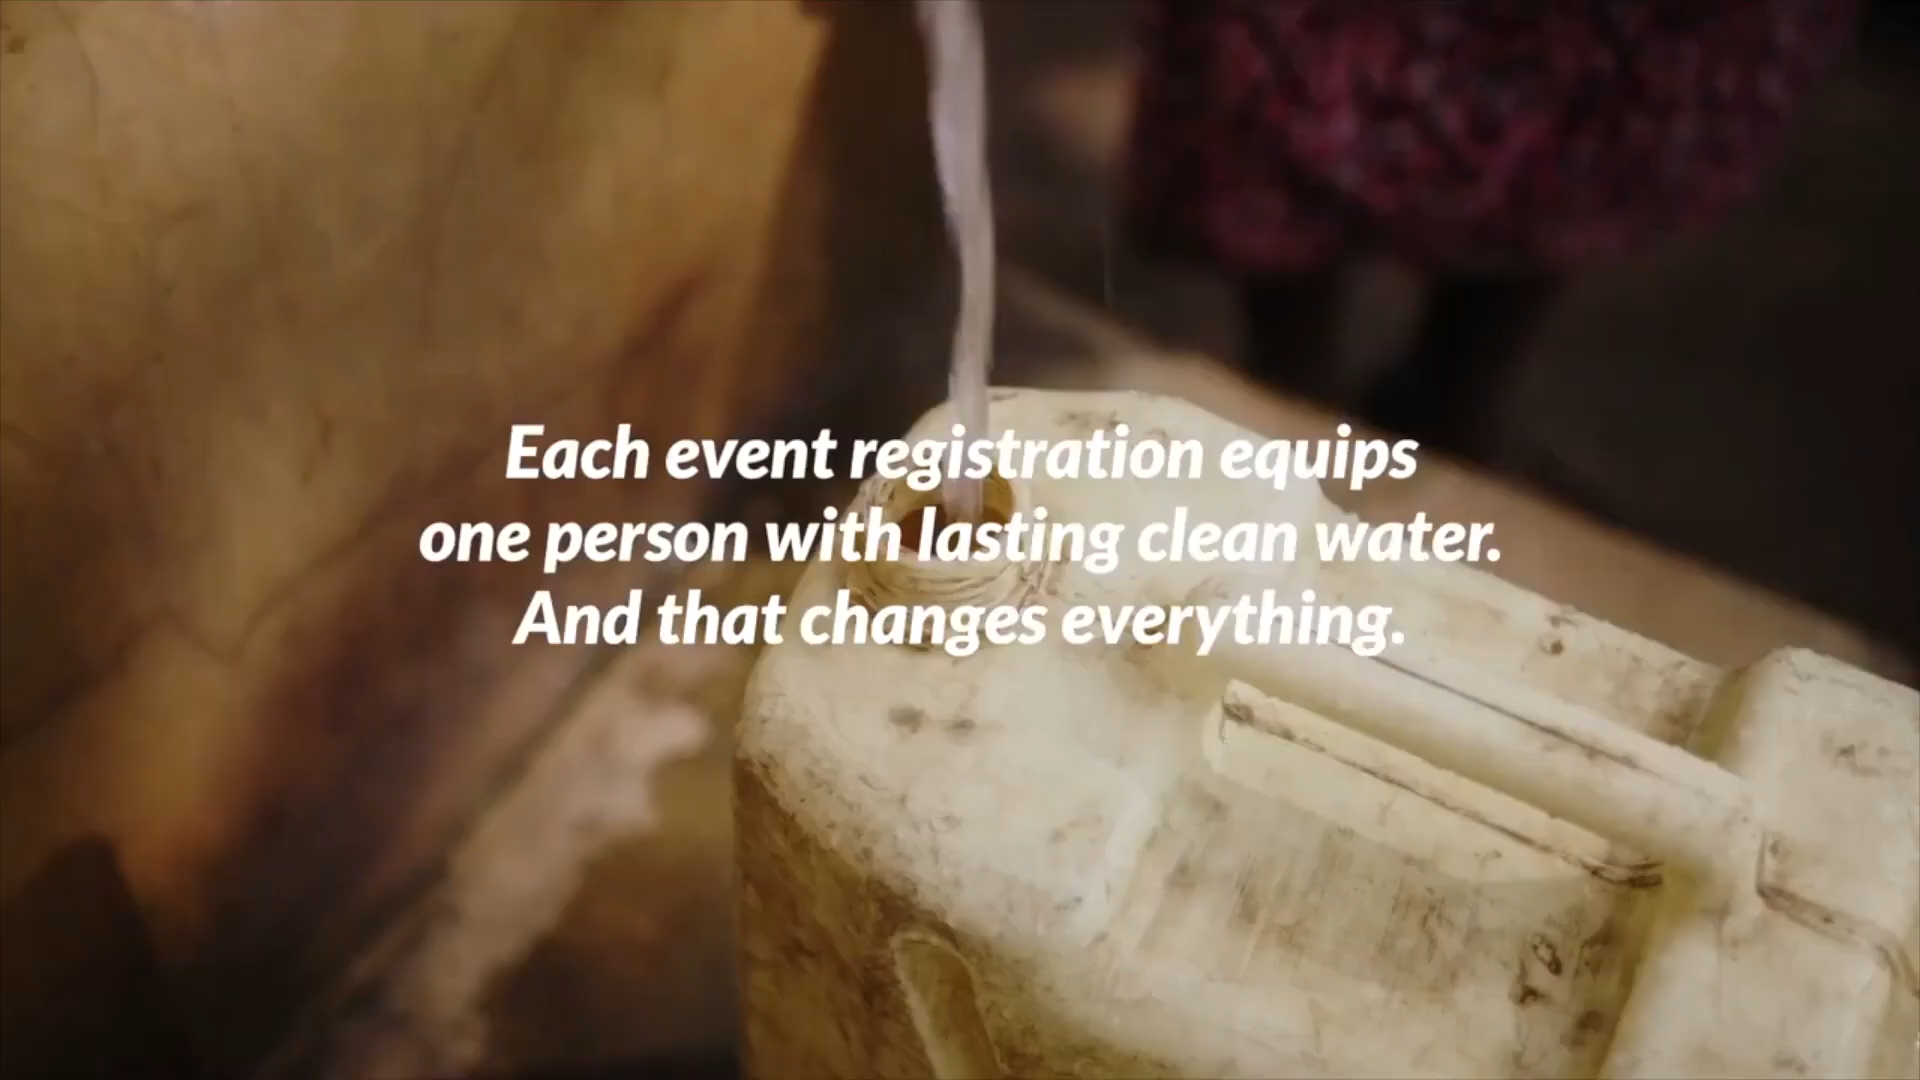 Each event registration equips
one person with lasting clean water.
And that changes everything.